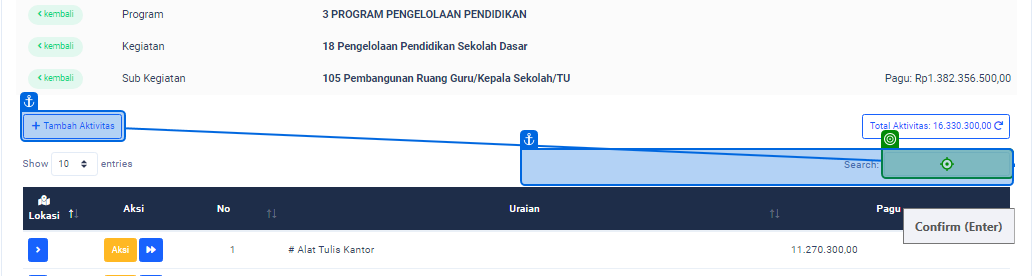 kembali Program 3 PROGRAM PENGELOLAAN PENDIDIKAN
kembali Kegiatan 18 Pengelolaan Pendidikan Sekolah Dasar
kembali Sub Kegiatan 105 Pembangunan Ruang Guru/Kepala Sekolah/TU Pagu: Rp1.382.356.500,00
+ Tambah Aktivitas Total Aktivitas: 16.330.300,00
Show 10 entries Search:
Lokasi Aksi No Uraian Pagu
Confirm (Enter)
Aksi 1 # Alat Tulis Kantor 11.270.300,00